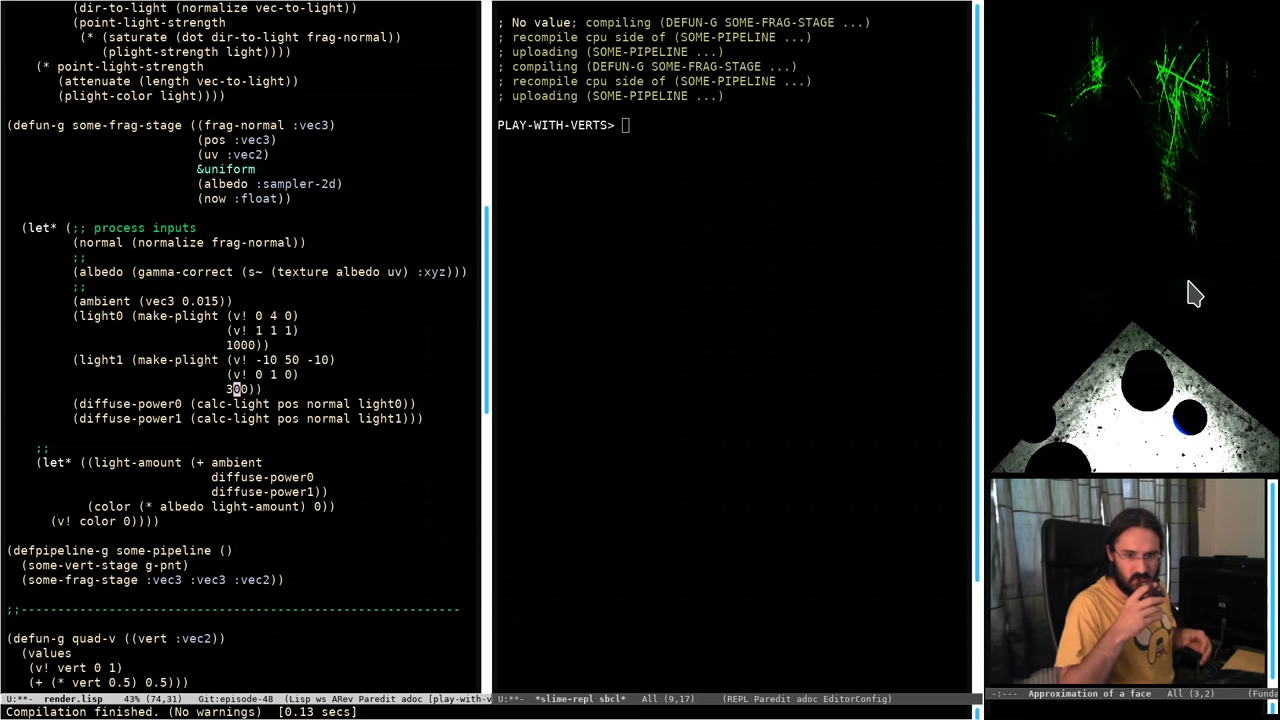 (dir-to-light (normalize vec-to-light))
         (point-light-strength
          (* (saturate (dot dir-to-light frag-normal))
             (plight-strength light))))
    (* point-light-strength
       (attenuate (length vec-to-light))
       (plight-color light))))
(defun-g some-frag-stage ((frag-normal :vec3)
                          (pos :vec3)
                          (uv :vec2)
                          &uniform
                          (albedo :sampler-2d)
                          (now :float))
  (let* (;; process inputs
         (normal (normalize frag-normal))
         ;;
         (albedo (gamma-correct (s~ (texture albedo uv) :xyz)))
         ;;
         (ambient (vec3 0.015))
         (light0 (make-plight (v! 0 4 0)
                              (v! 1 1 1)
                              1000))
         (light1 (make-plight (v! -10 50 -10)
                              (v! 0 1 0)
                              300))
         (diffuse-power0 (calc-light pos normal light0))
         (diffuse-power1 (calc-light pos normal light1)))
    ;;
    (let* ((light-amount (+ ambient
                            diffuse-power0
                            diffuse-power1))
           (color (* albedo light-amount) 0))
      (v! color 0))))
(defpipeline-g some-pipeline ()
  (some-vert-stage g-pnt)
  (some-frag-stage :vec3 :vec3 :vec2))
;;------------------------------------------------------------
(defun-g quad-v ((vert :vec2))
  (values
   (v! vert 0 1)
   (+ (* vert 0.5) 0.5)))
U:**-  render.lisp   43% (74,31)   Git:episode-48  (Lisp ws ARev Paredit adoc [play-with-v
Compilation finished. (No warnings)  [0.13 secs]
; No value; compiling (DEFUN-G SOME-FRAG-STAGE ...)
; recompile cpu side of (SOME-PIPELINE ...)
; uploading (SOME-PIPELINE ...)
; compiling (DEFUN-G SOME-FRAG-STAGE ...)
; recompile cpu side of (SOME-PIPELINE ...)
; uploading (SOME-PIPELINE ...)
PLAY-WITH-VERTS>
U:**-  *slime-repl sbcl*   All (9,17)   (REPL Paredit adoc EditorConfig)
-:---  Approximation of a face   All (3,2)   (Funda